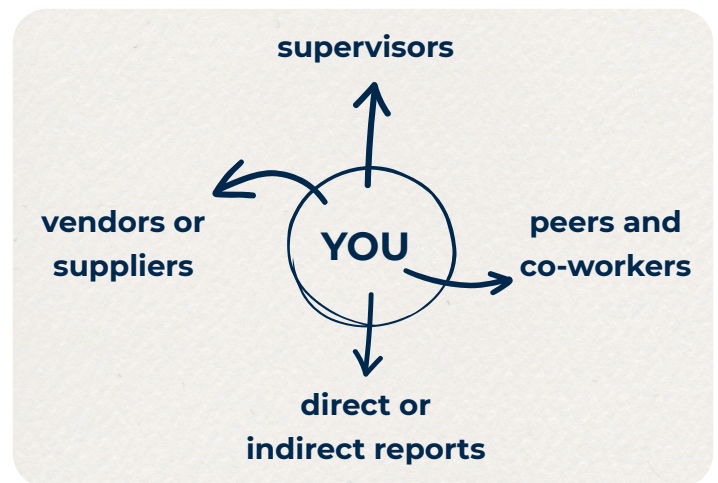 supervisors
vendors or
suppliers
YOU
peers and
co-workers
direct or
indirect reports